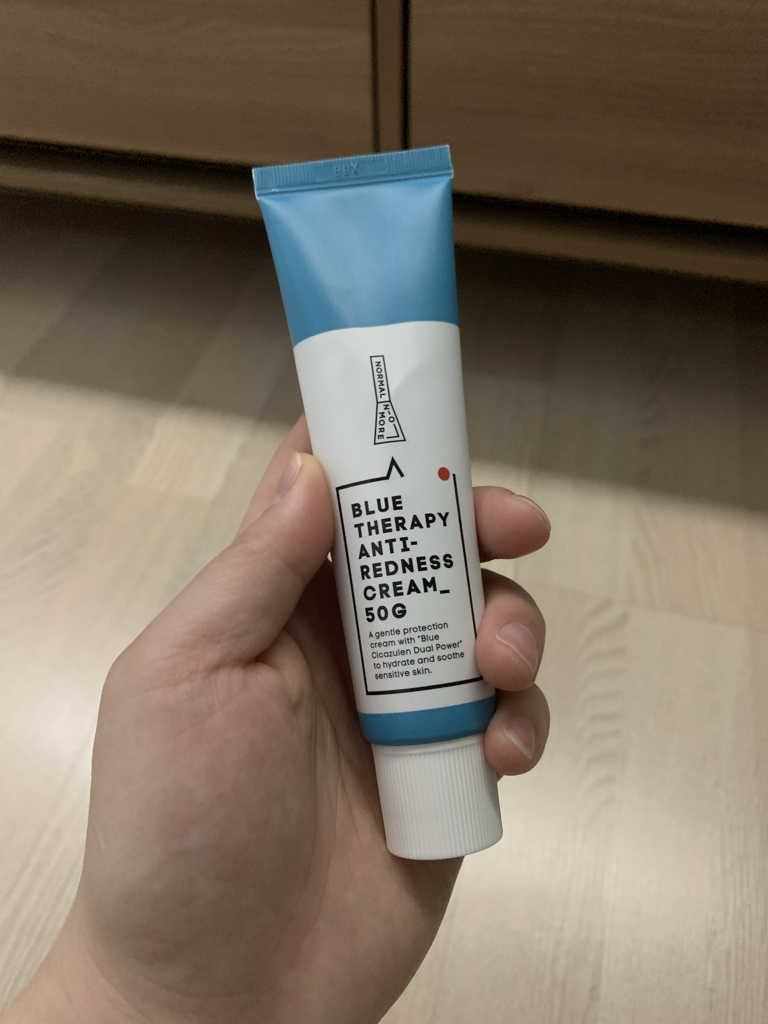 NORMAL NO MORE
BLUE
THERAPY
ANTI-
REDNESS
CREAM_
50G
A gentle protection
cream with "Blue
Cicazulen Dual Power"
to hydrate and soothe
sensitive skin.